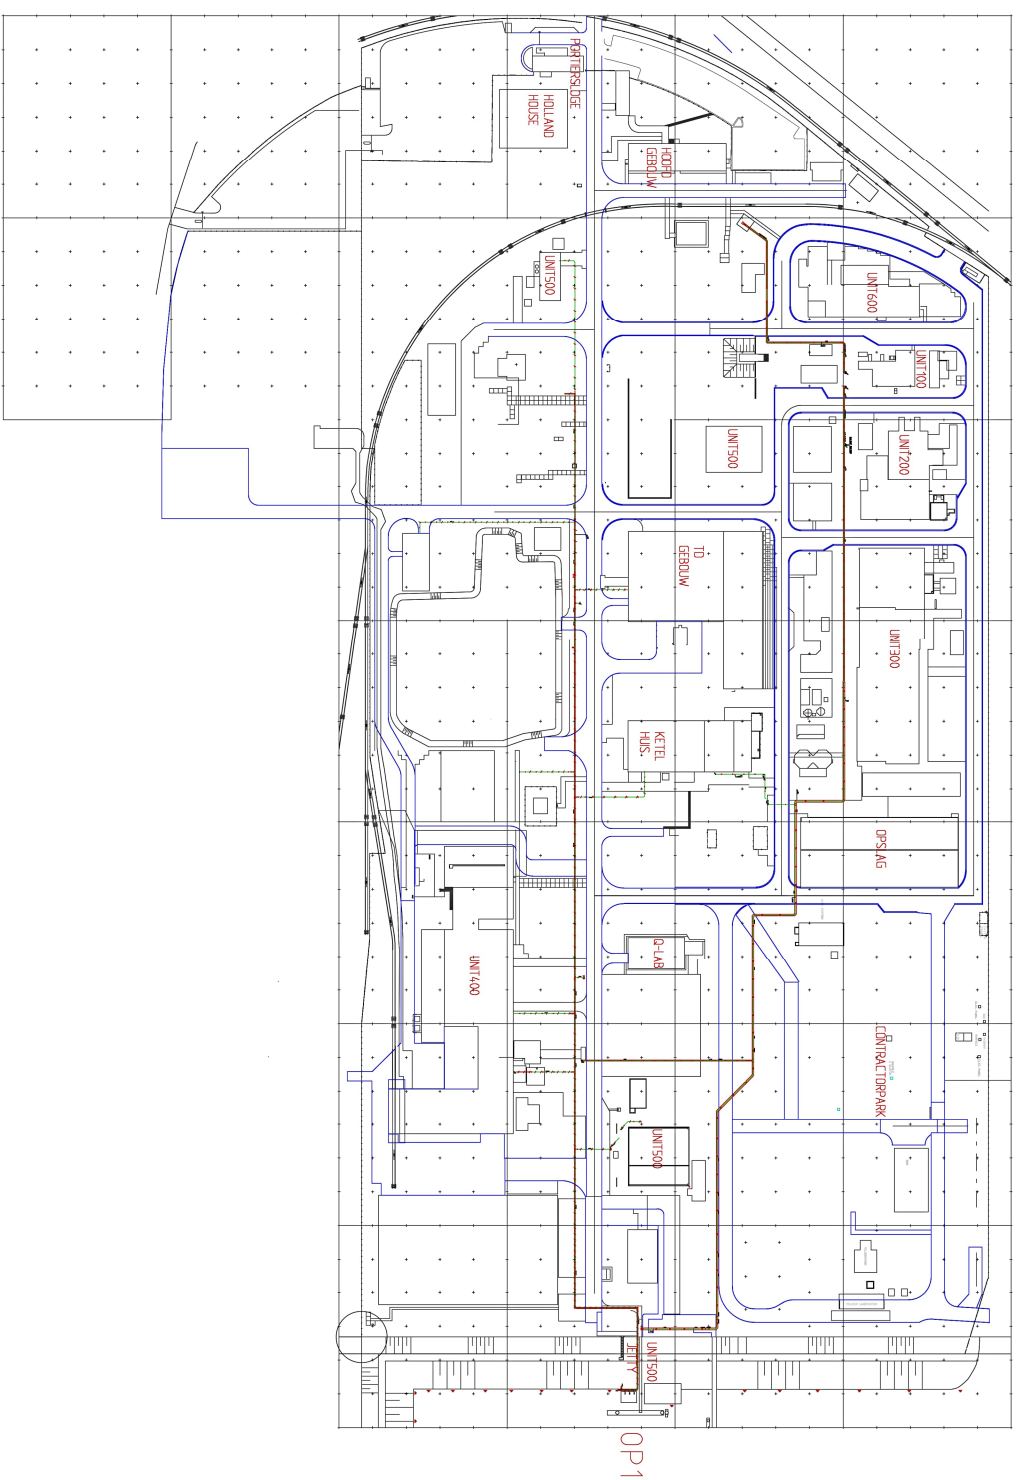 PORTIERSLOGE
HOLLAND
HOUSE
HOOFD
GEBOUW
UNIT500
UNIT600
UNIT100
UNIT500
UNIT200
TD
GEBOUW
UNIT300
KETEL
HUIS
OPSLAG
Q-LAB
UNIT400
CONTRACTORPARK
UNIT500
UNIT500
JETTY
OP1